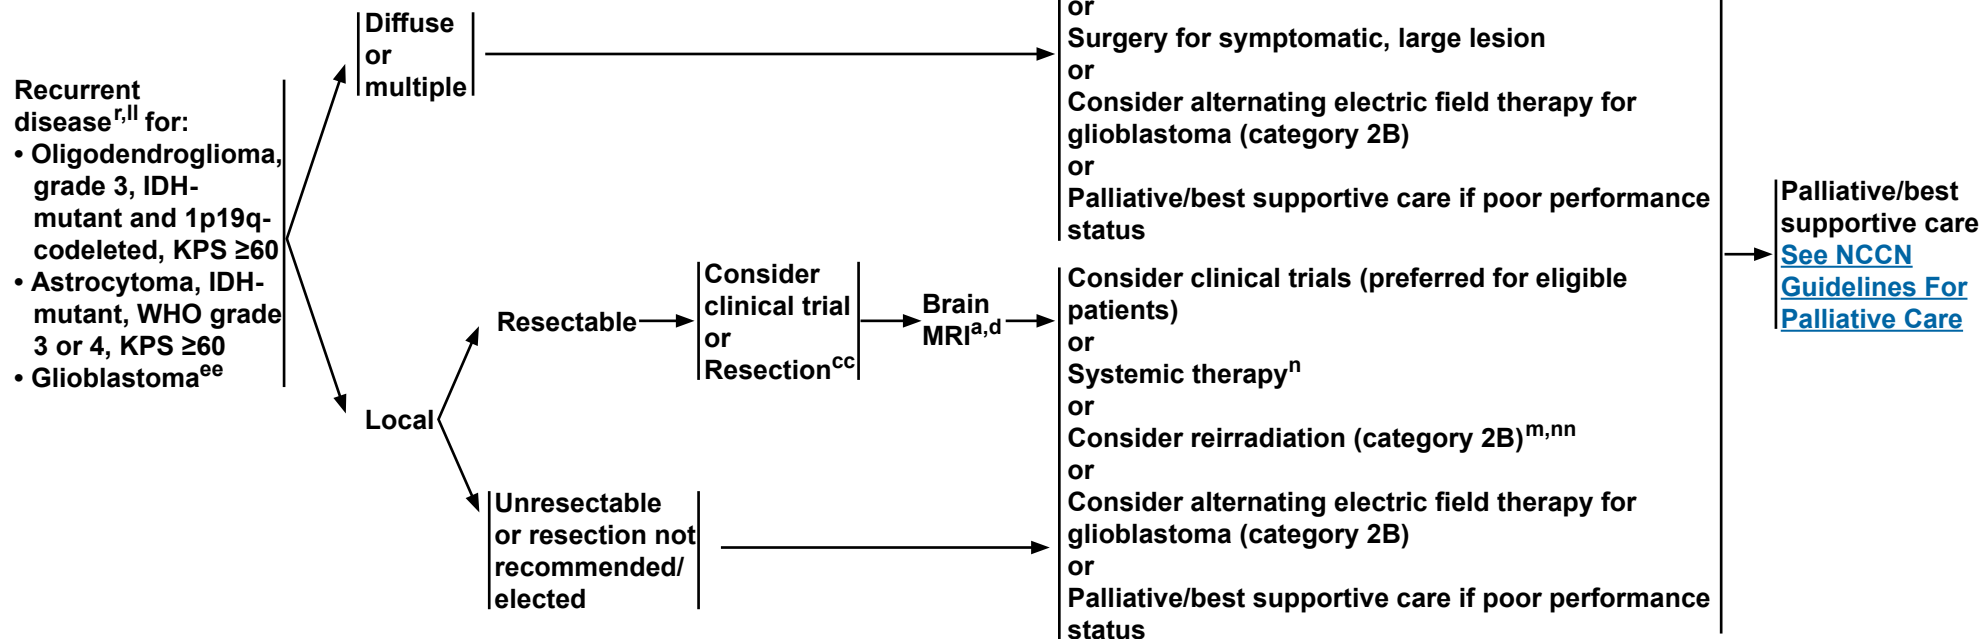 Recurrent
disease r,ll for:
• Oligodendroglioma,
grade 3, IDH-
mutant and 1p19q-
codeleted, KPS ≥60
• Astrocytoma, IDH-
mutant, WHO grade
3 or 4, KPS ≥60
• Glioblastoma ee
Diffuse
or
multiple
or
Surgery for symptomatic, large lesion
or
Consider alternating electric field therapy for
glioblastoma (category 2B)
or
Palliative/best supportive care if poor performance
status
Local
Resectable
Consider
clinical trial
or
Resection cc
Brain
MRI a,d
Unresectable
or resection not
recommended/
elected
Consider clinical trials (preferred for eligible
patients)
or
Systemic therapy n
or
Consider reirradiation (category 2B) m,nn
or
Consider alternating electric field therapy for
glioblastoma (category 2B)
or
Palliative/best supportive care if poor performance
status
Palliative/best
supportive care
See NCCN
Guidelines For
Palliative Care